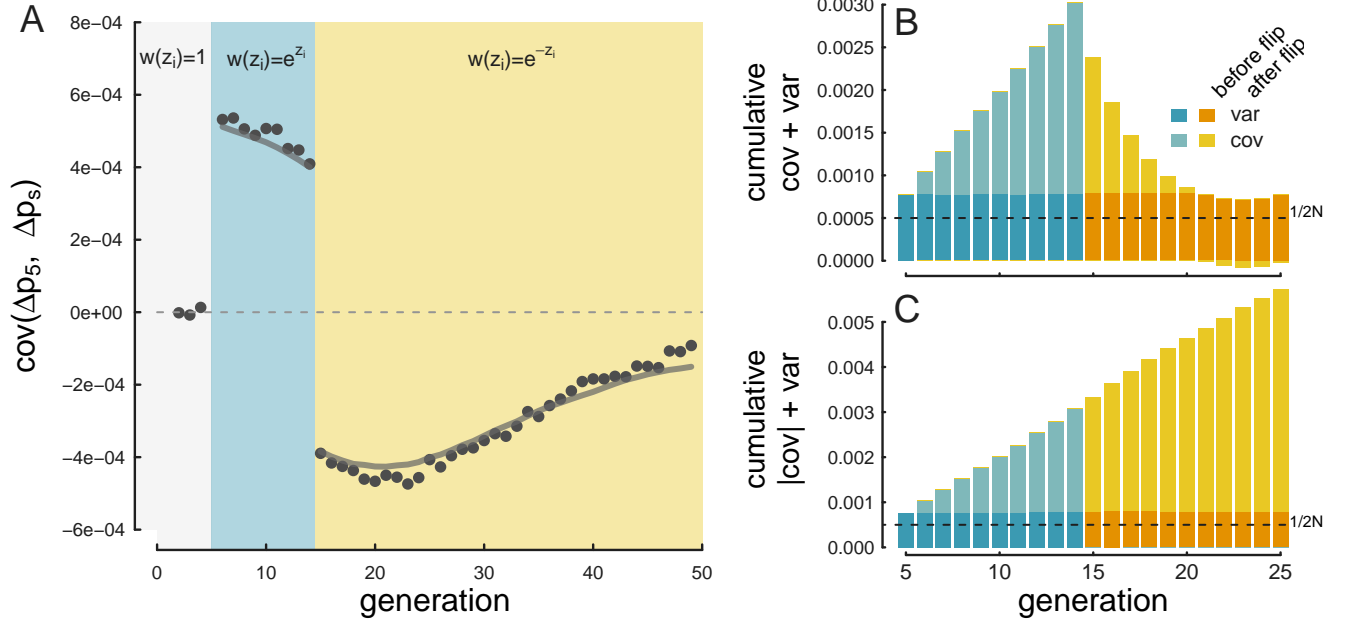 A
cov(Δp₅, Δpₛ)
8e−04
6e−04
4e−04
2e−04
0e+00
−2e−04
−4e−04
−6e−04
w(zᵢ)=1
w(zᵢ)=e^{zᵢ}
w(zᵢ)=e^{−zᵢ}
0
10
20
30
40
50
generation
B
cumulative
cov + var
0.0030
0.0025
0.0020
0.0015
0.0010
0.0005
0.0000
before flip
after flip
var
cov
1/2N
C
cumulative
|cov| + var
0.005
0.004
0.003
0.002
0.001
0.000
1/2N
5
10
15
20
25
generation